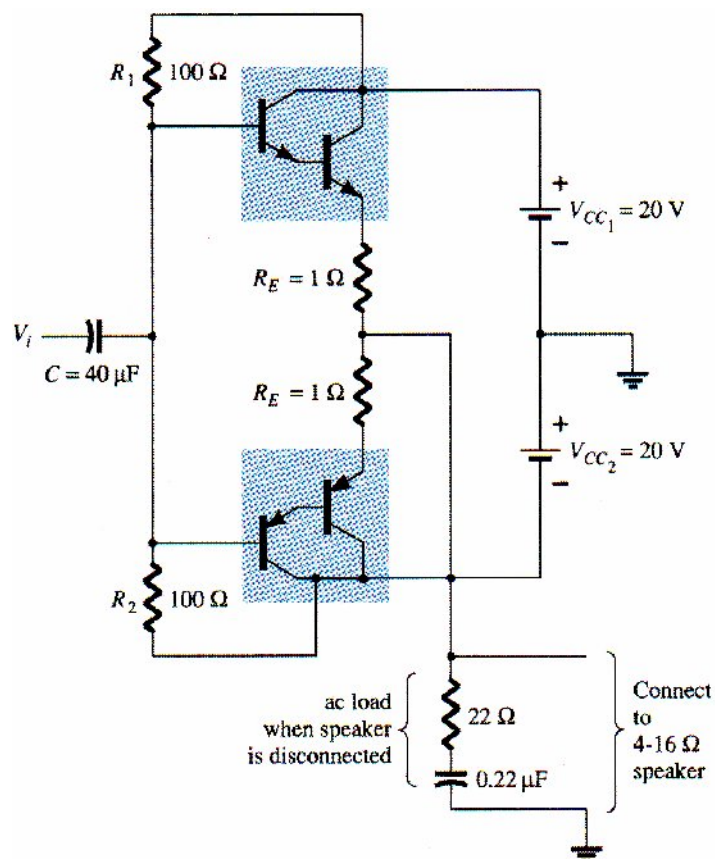 R1
100 Ω
+
VCC1 = 20 V
−
RE = 1 Ω
Vi
C = 40 μF
RE = 1 Ω
+
VCC2 = 20 V
−
R2
100 Ω
ac load
when speaker
is disconnected
22 Ω
0.22 μF
Connect
to
4-16 Ω
speaker